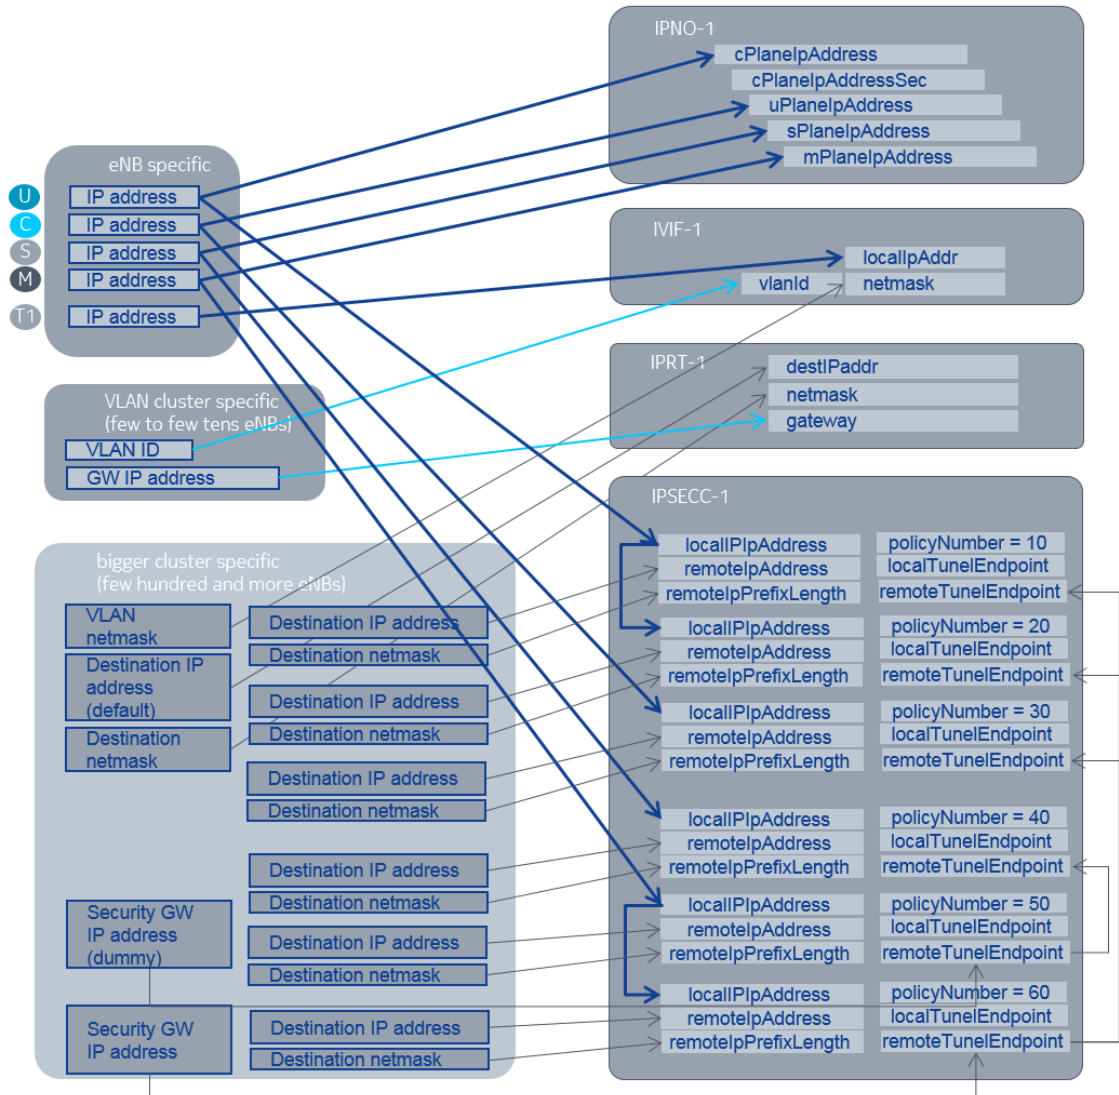 IPNO-1
cPlaneIpAddress
cPlaneIpAddressSec
uPlaneIpAddress
sPlaneIpAddress
mPlaneIpAddress
eNB specific
U
IP address
C
IP address
S
IP address
M
IP address
T1
IP address
IVIF-1
localIpAddr
vlanId
netmask
IPRT-1
destIPaddr
netmask
gateway
VLAN cluster specific
(few to few tens eNBs)
VLAN ID
GW IP address
bigger cluster specific
(few hundred and more eNBs)
VLAN
netmask
Destination IP
address
(default)
Destination
netmask
Security GW
IP address
(dummy)
Security GW
IP address
Destination IP address
Destination netmask
Destination IP address
Destination netmask
Destination IP address
Destination netmask
Destination IP address
Destination netmask
Destination IP address
Destination netmask
Destination IP address
Destination netmask
IPSECC-1
localIPIpAddress
policyNumber = 10
remoteIpAddress
localTunelEndpoint
remoteIpPrefixLength
remoteTunelEndpoint
localIPIpAddress
policyNumber = 20
remoteIpAddress
localTunelEndpoint
remoteIpPrefixLength
remoteTunelEndpoint
localIPIpAddress
policyNumber = 30
remoteIpAddress
localTunelEndpoint
remoteIpPrefixLength
remoteTunelEndpoint
localIPIpAddress
policyNumber = 40
remoteIpAddress
localTunelEndpoint
remoteIpPrefixLength
remoteTunelEndpoint
localIPIpAddress
policyNumber = 50
remoteIpAddress
localTunelEndpoint
remoteIpPrefixLength
remoteTunelEndpoint
localIPIpAddress
policyNumber = 60
remoteIpAddress
localTunelEndpoint
remoteIpPrefixLength
remoteTunelEndpoint